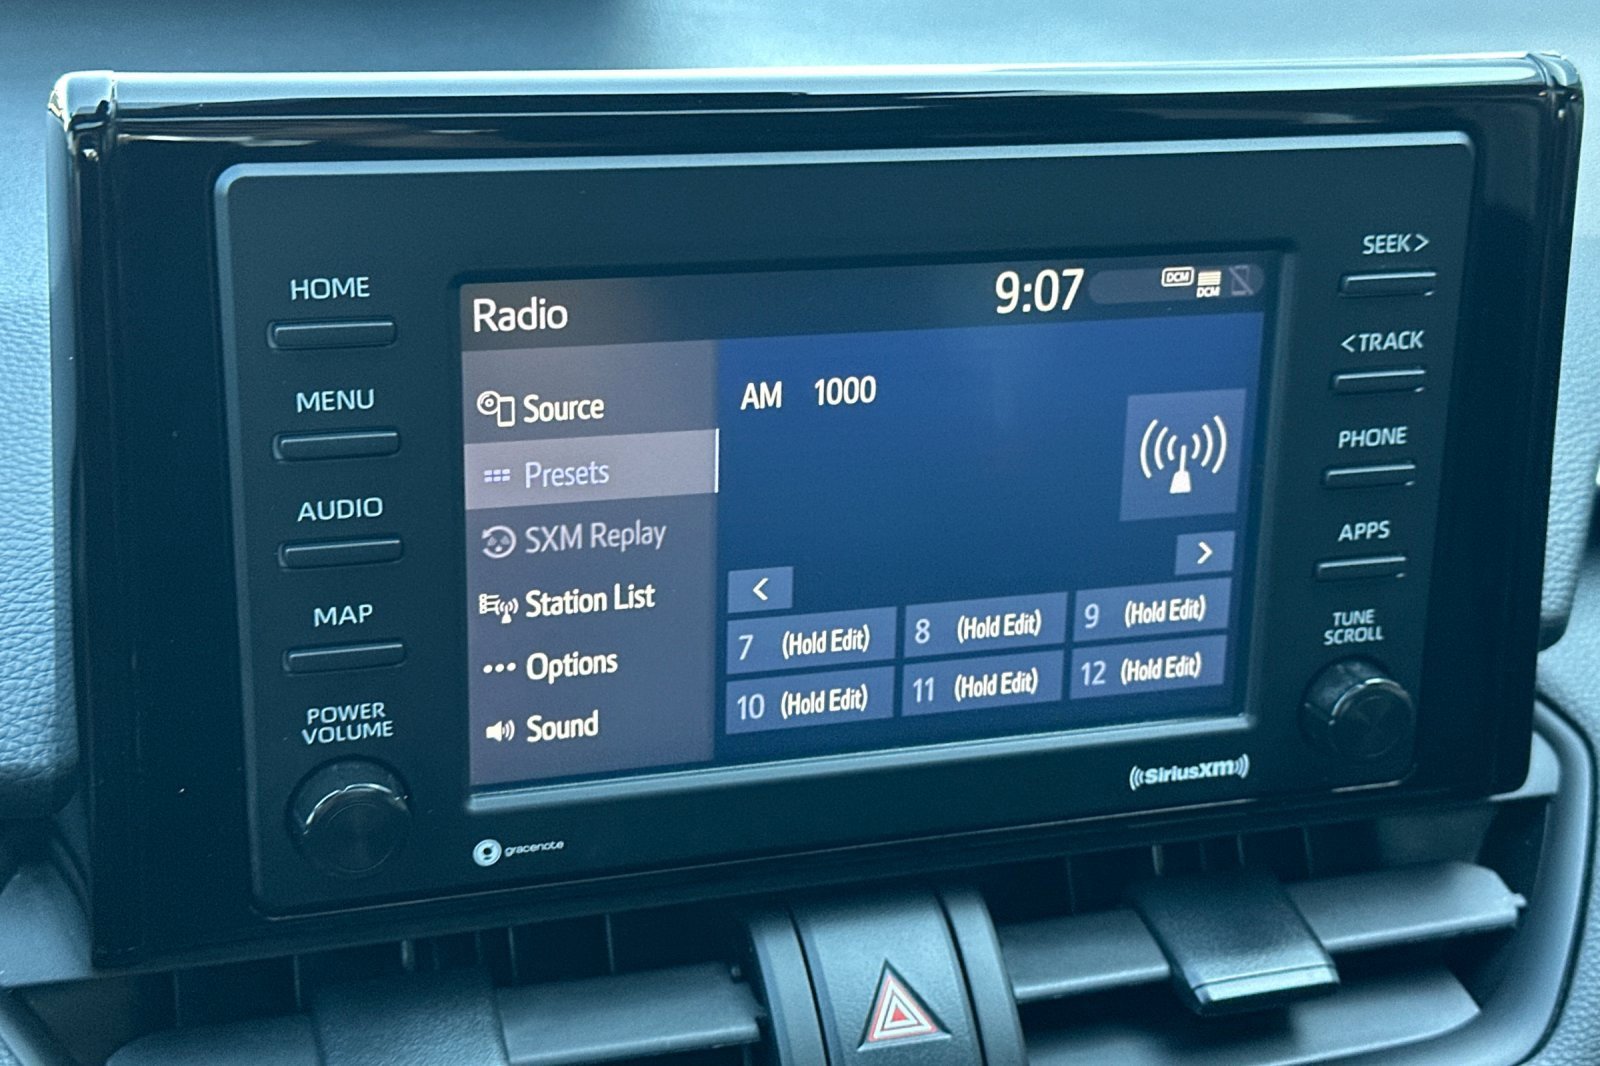 HOME
MENU
AUDIO
MAP
POWER
VOLUME
Radio
9:07
DCM
DCM
Source
Presets
SXM Replay
Station List
Options
Sound
AM 1000
<
>
7 (Hold Edit)
8 (Hold Edit)
9 (Hold Edit)
10 (Hold Edit)
11 (Hold Edit)
12 (Hold Edit)
SEEK>
<TRACK
PHONE
APPS
TUNE
SCROLL
gracenote
SiriusXM